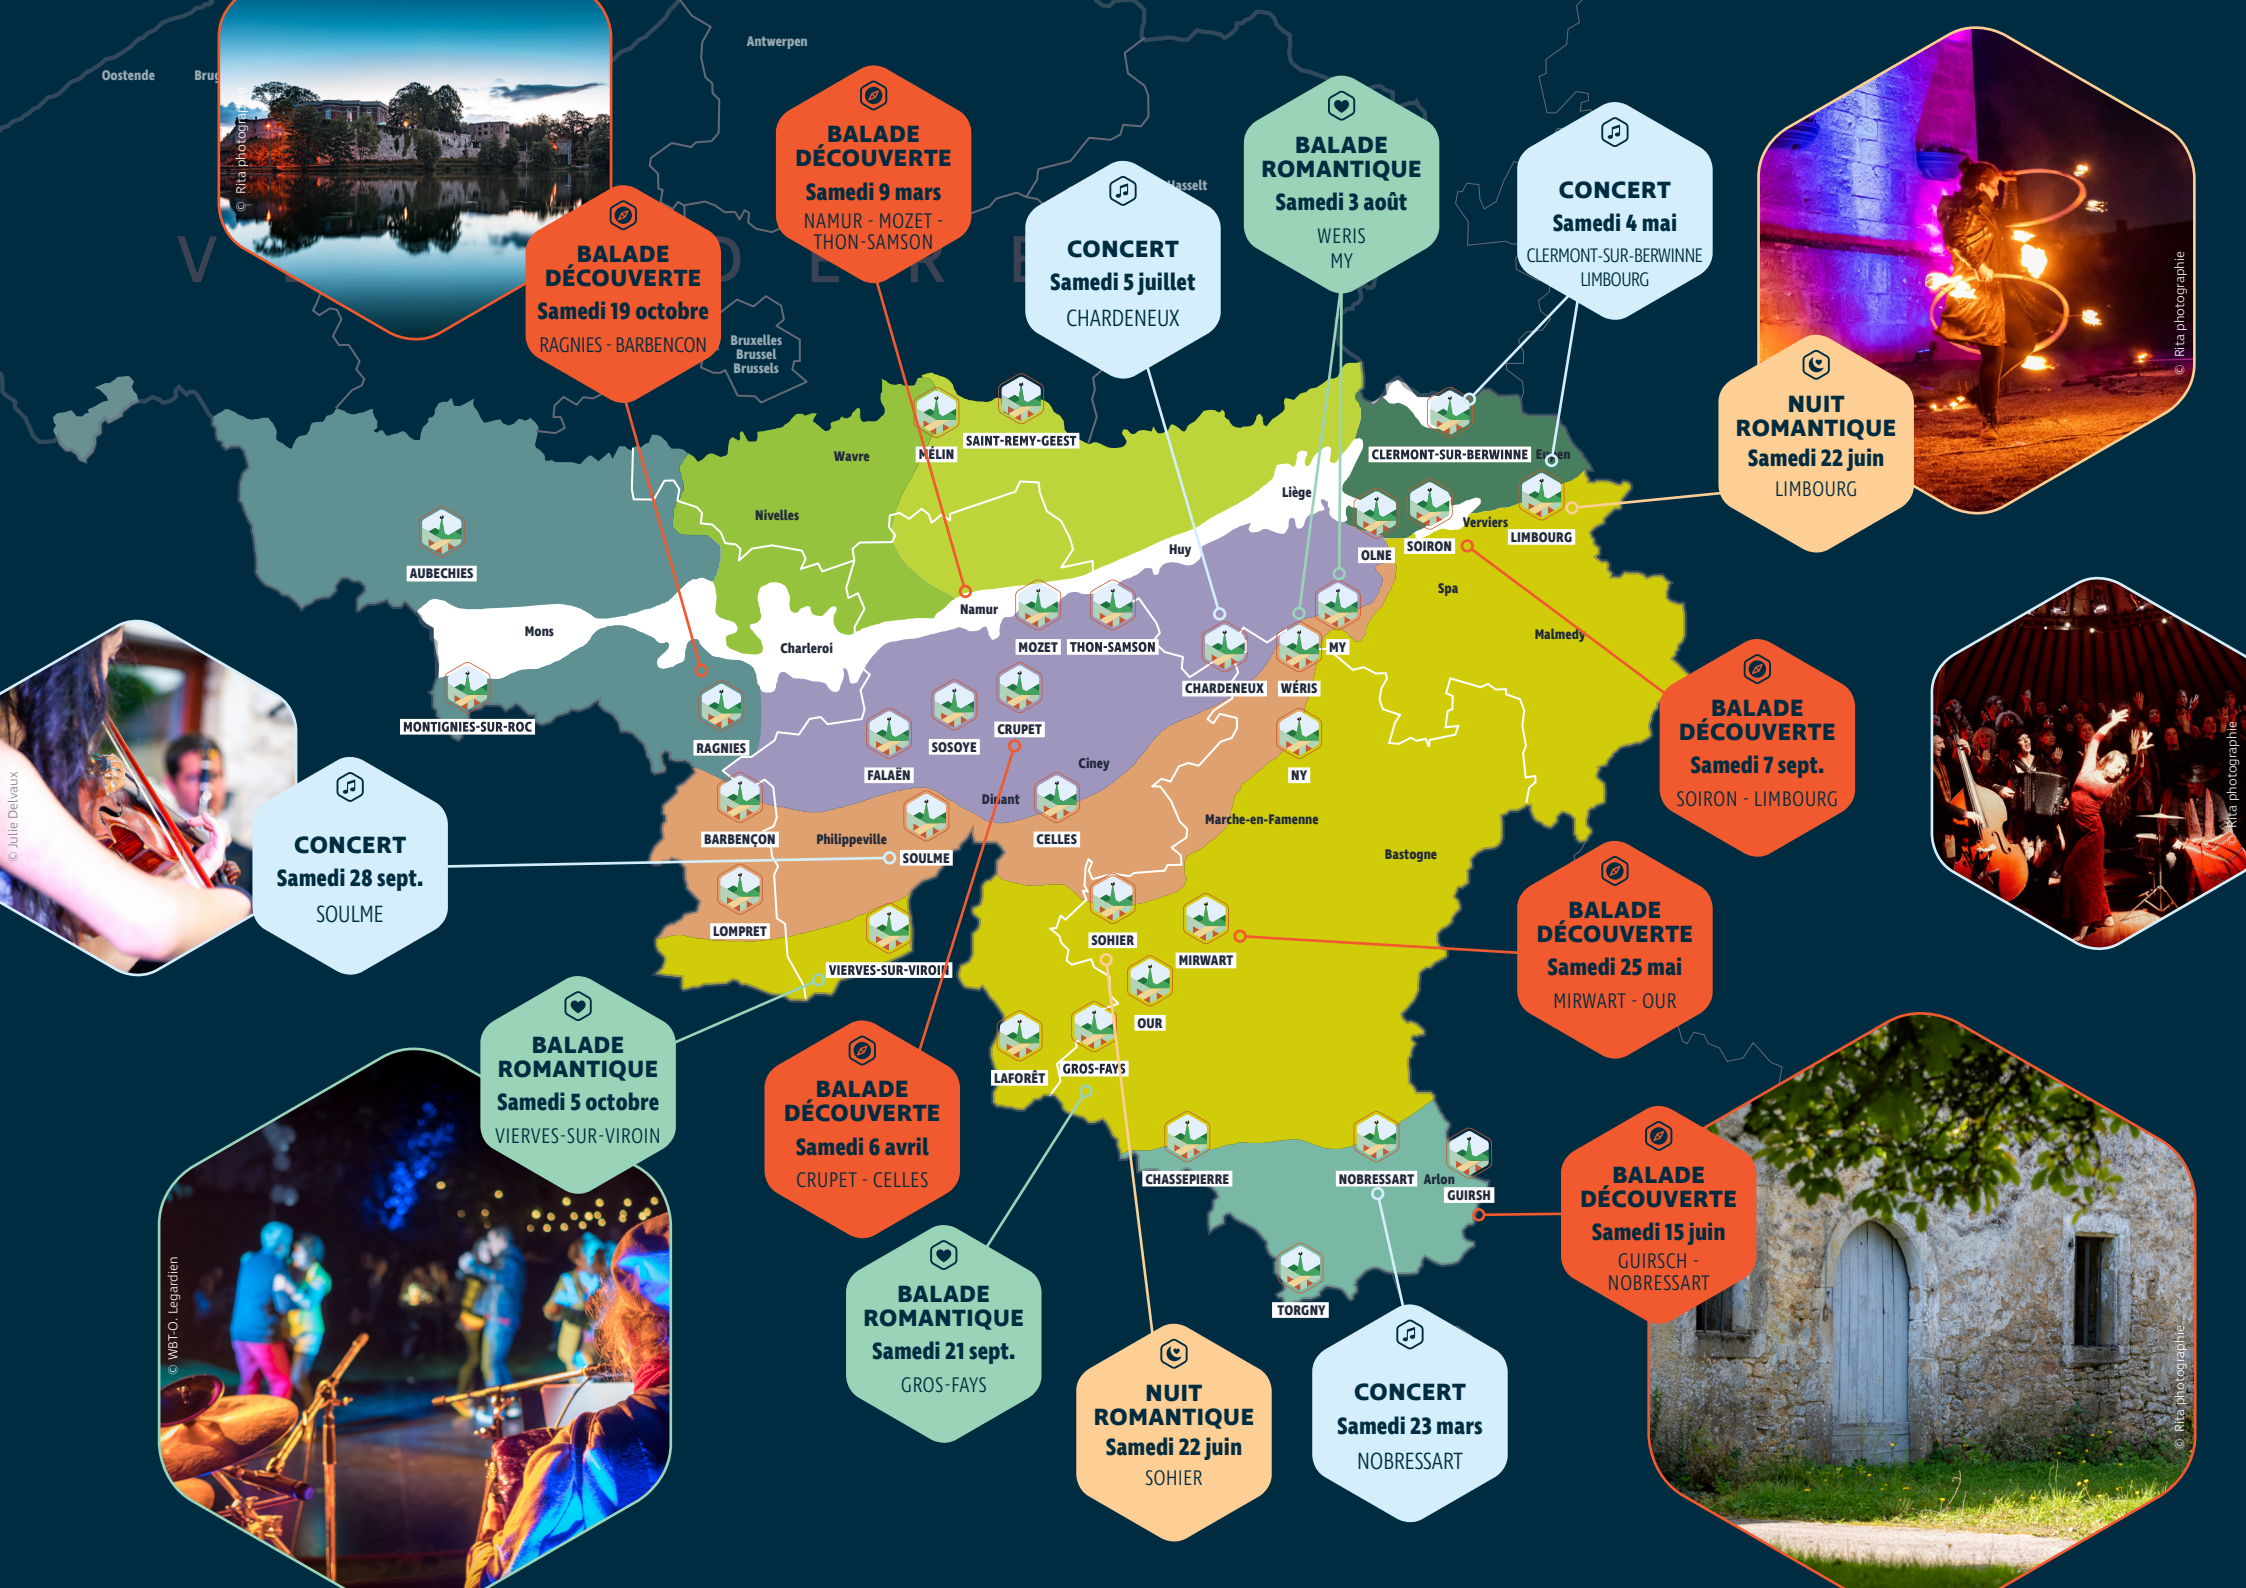 Antwerpen
Oostende
Brug
© Rita photographie
BALADE
DÉCOUVERTE
Samedi 9 mars
NAMUR - MOZET -
THON-SAMSON
BALADE
ROMANTIQUE
Samedi 3 août
WERIS
MY
CONCERT
Samedi 4 mai
CLERMONT-SUR-BERWINNE
LIMBOURG
Hasselt
CONCERT
Samedi 5 juillet
CHARDENEUX
BALADE
DÉCOUVERTE
Samedi 19 octobre
RAGNIES - BARBENCON
Bruxelles
Brussel
Brussels
© Rita photographie
NUIT
ROMANTIQUE
Samedi 22 juin
LIMBOURG
SAINT-REMY-GEEST
MÉLIN
Wavre
CLERMONT-SUR-BERWINNE
Eupen
Liège
Nivelles
Verviers
LIMBOURG
SOIRON
OLNE
Huy
AUBECHIES
Spa
Namur
Mons
Malmedy
Charleroi
MOZET
THON-SAMSON
MY
CHARDENEUX
WÉRIS
MONTIGNIES-SUR-ROC
RAGNIES
SOSOYE
CRUPET
FALAËN
Ciney
NY
Dinant
BARBENÇON
Philippeville
CELLES
SOULME
Marche-en-Famenne
Bastogne
LOMPRET
SOHIER
MIRWART
VIERVES-SUR-VIROIN
OUR
LAFORÊT
GROS-FAYS
CHASSEPIERRE
NOBRESSART
Arlon
GUIRSH
TORGNY
BALADE
DÉCOUVERTE
Samedi 7 sept.
SOIRON - LIMBOURG
© Rita photographie
© Julie Delvaux
CONCERT
Samedi 28 sept.
SOULME
BALADE
DÉCOUVERTE
Samedi 25 mai
MIRWART - OUR
BALADE
ROMANTIQUE
Samedi 5 octobre
VIERVES-SUR-VIROIN
BALADE
DÉCOUVERTE
Samedi 6 avril
CRUPET - CELLES
BALADE
DÉCOUVERTE
Samedi 15 juin
GUIRSCH -
NOBRESSART
BALADE
ROMANTIQUE
Samedi 21 sept.
GROS-FAYS
NUIT
ROMANTIQUE
Samedi 22 juin
SOHIER
CONCERT
Samedi 23 mars
NOBRESSART
© WBT-O. Legardien
© Rita photographie